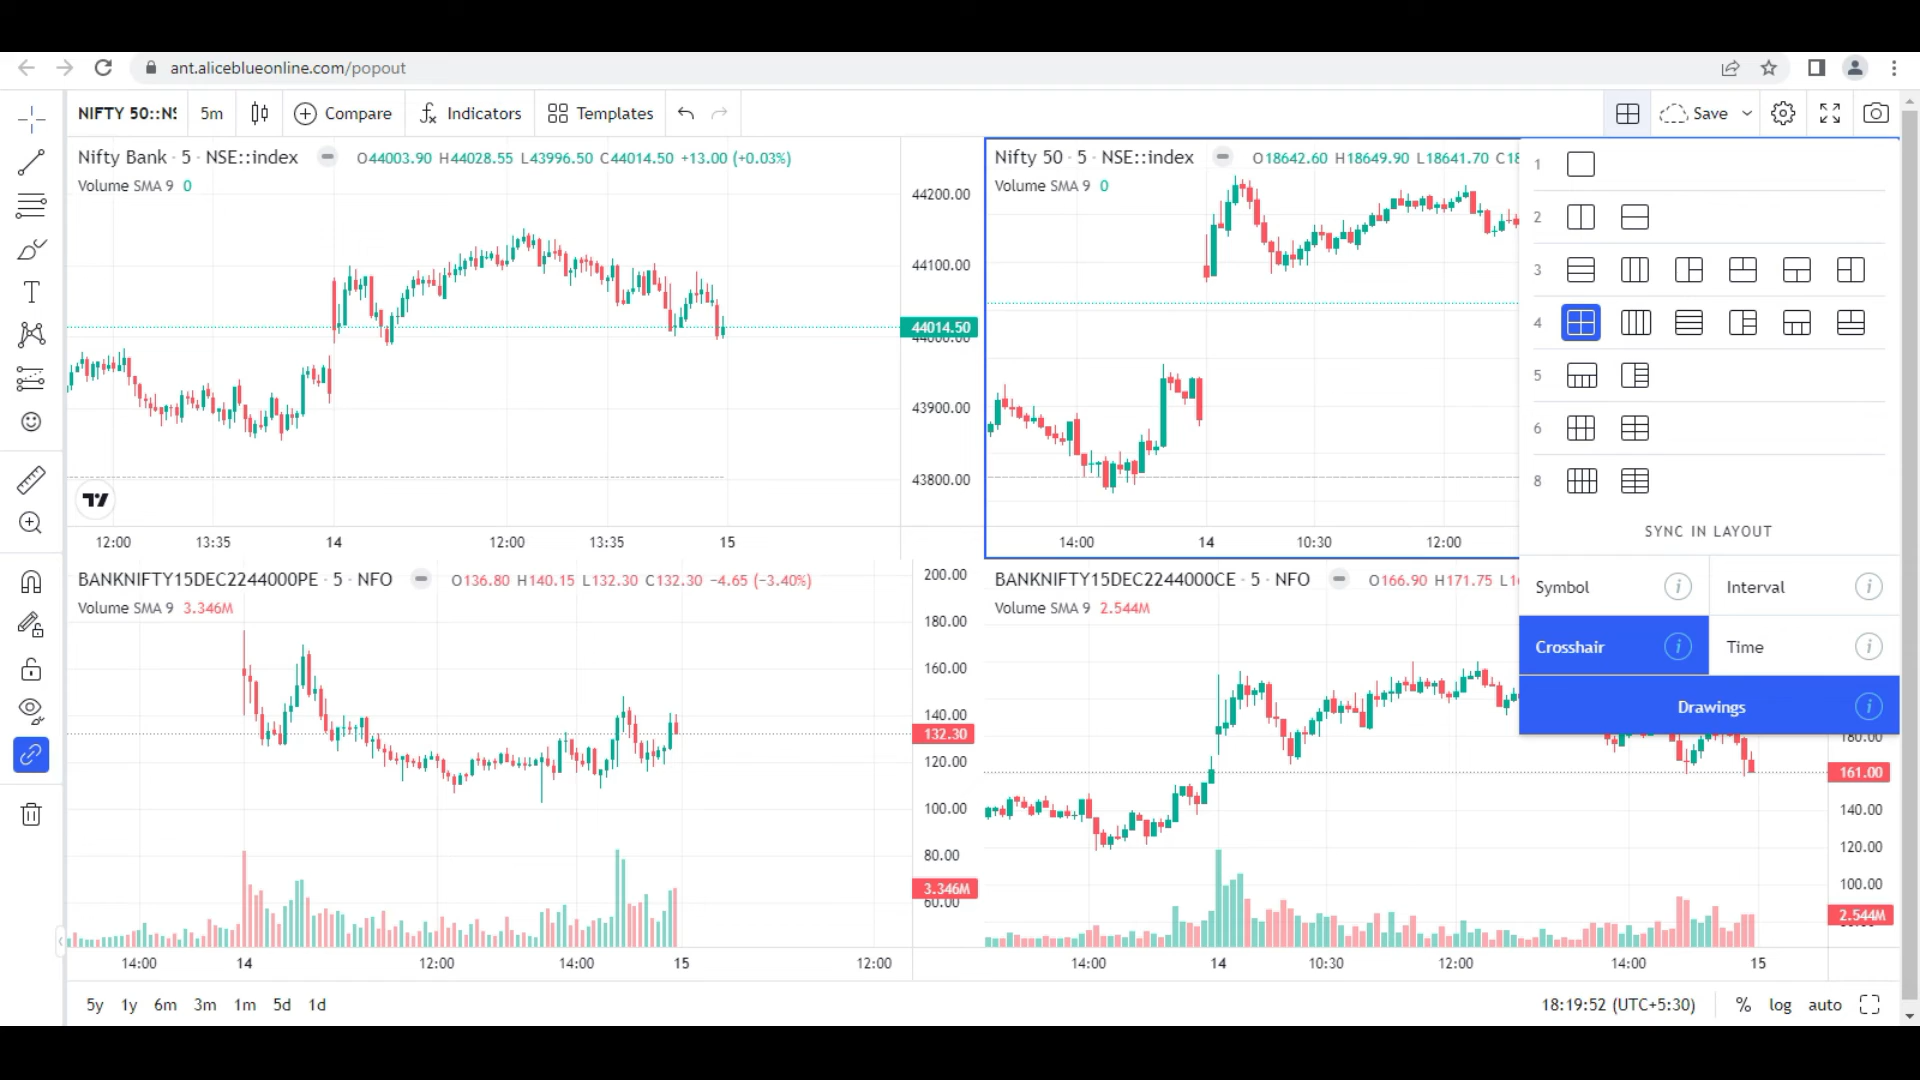 ant.aliceblueonline.com/popout
NIFTY 50::NS
5m
Compare
Indicators
Templates
Save
Nifty Bank · 5 · NSE::index
O44003.90 H44028.55 L43996.50 C44014.50 +13.00 (+0.03%)
Volume SMA 9 0
44200.00
44100.00
44014.50
44000.00
43900.00
43800.00
12:00
13:35
14
12:00
13:35
15
Nifty 50 · 5 · NSE::index
O18642.60 H18649.90 L18641.70 C18
Volume SMA 9 0
14:00
14
10:30
12:00
1
2
3
4
5
6
8
SYNC IN LAYOUT
Symbol
Interval
Crosshair
Time
Drawings
BANKNIFTY15DEC2244000PE · 5 · NFO
O136.80 H140.15 L132.30 C132.30 −4.65 (−3.40%)
Volume SMA 9 3.346M
200.00
180.00
160.00
140.00
132.30
120.00
100.00
80.00
3.346M
60.00
14:00
14
12:00
14:00
15
12:00
BANKNIFTY15DEC2244000CE · 5 · NFO
O166.90 H171.75 L1
Volume SMA 9 2.544M
180.00
161.00
140.00
120.00
100.00
2.544M
14:00
14
10:30
12:00
14:00
15
5y 1y 6m 3m 1m 5d 1d
18:19:52 (UTC+5:30)
%
log
auto